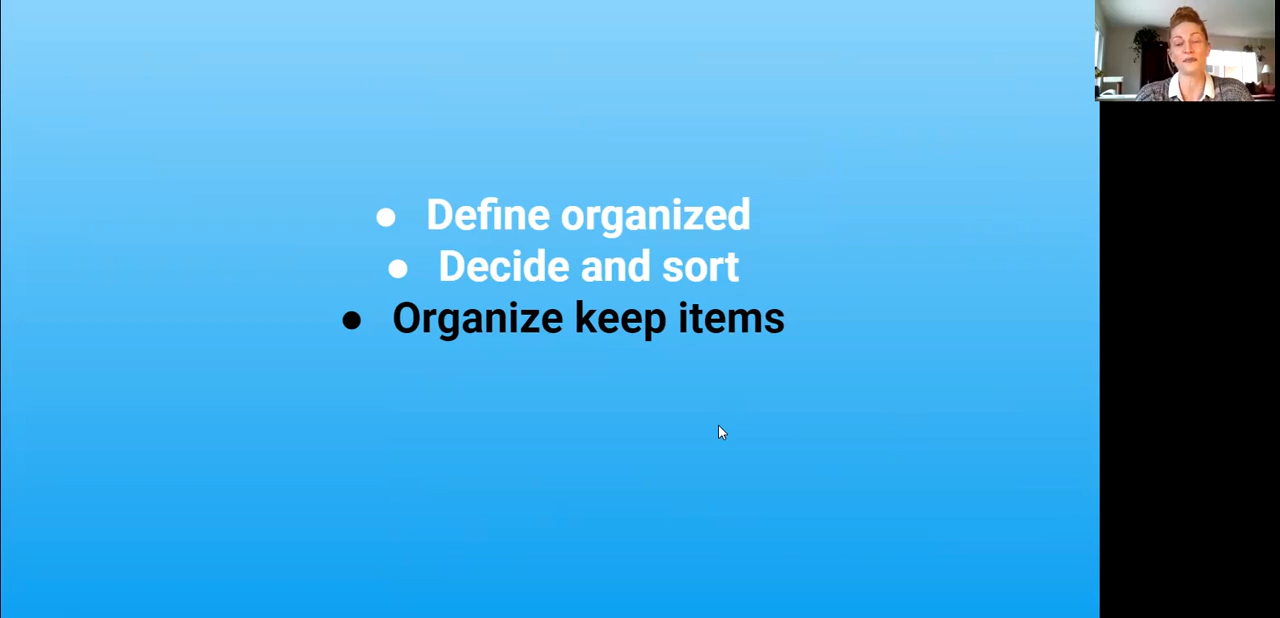 ● Define organized
● Decide and sort
● Organize keep items